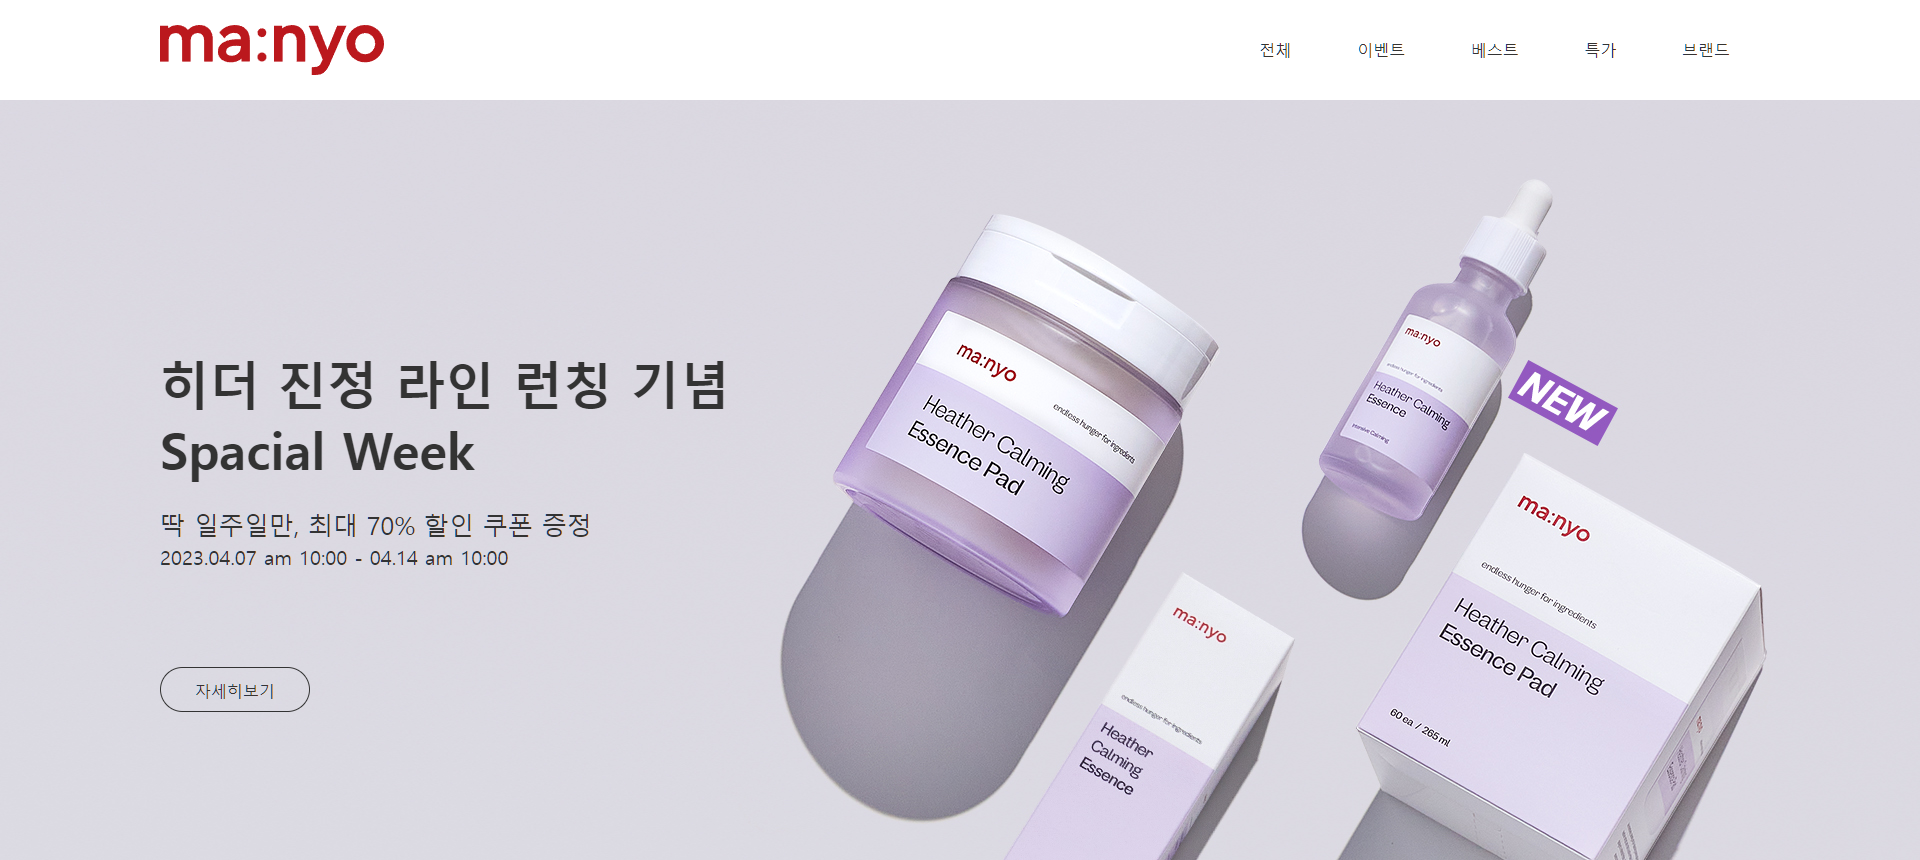 ma:nyo
전체 이벤트 베스트 특가 브랜드
히더 진정 라인 런칭 기념
Spacial Week
딱 일주일만, 최대 70% 할인 쿠폰 증정
2023.04.07 am 10:00 - 04.14 am 10:00
자세히보기
ma:nyo
endless hunger for ingredients
Heather Calming
Essence Pad
ma:nyo
endless hunger for ingredients
Heather Calming
Essence
Intensive Calming
NEW
ma:nyo
endless hunger for ingredients
Heather
Calming
Essence
ma:nyo
endless hunger for ingredients
Heather Calming
Essence Pad
60 ea / 265 ml